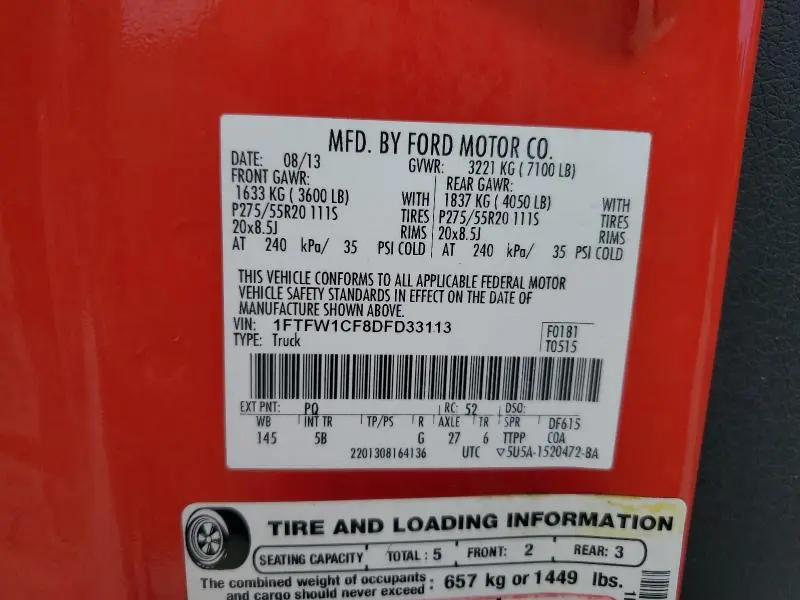 MFD. BY FORD MOTOR CO.
DATE: 08/13 GVWR: 3221 KG ( 7100 LB)
FRONT GAWR: REAR GAWR:
1633 KG ( 3600 LB) WITH 1837 KG ( 4050 LB) WITH
P275/55R20 111S TIRES P275/55R20 111S TIRES
20x8.5J RIMS 20x8.5J RIMS
AT 240 kPa/ 35 PSI COLD AT 240 kPa/ 35 PSI COLD
THIS VEHICLE CONFORMS TO ALL APPLICABLE FEDERAL MOTOR
VEHICLE SAFETY STANDARDS IN EFFECT ON THE DATE OF
MANUFACTURE SHOWN ABOVE.
VIN: 1FTFW1CF8DFD33113 F0181
TYPE: Truck T0515
EXT PNT: PQ RC: 52 DSO:
WB INT TR TP/PS R AXLE TR SPR DF615
145 5B G 27 6 TTPP COA
2201308164136 UTC ▽5U5A-1520472-BA
TIRE AND LOADING INFORMATION
SEATING CAPACITY TOTAL : 5 FRONT: 2 REAR: 3
The combined weight of occupants : 657 kg or 1449 lbs.
and cargo should never exceed